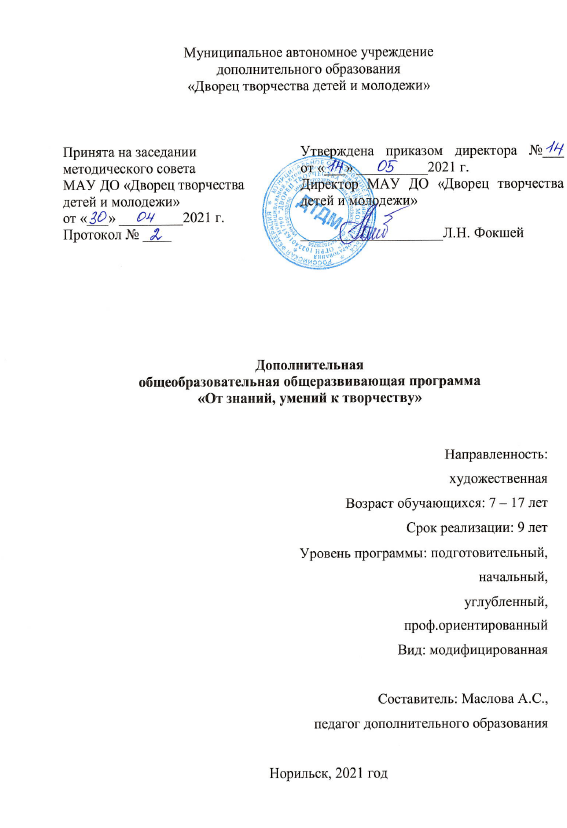 Муниципальное автономное учреждение
дополнительного образования
«Дворец творчества детей и молодежи»
Принята на заседании
методического совета
МАУ ДО «Дворец творчества
детей и молодежи»
от «30» 04 2021 г.
Протокол № 2
Утверждена приказом директора № 14
от «14» 05 2021 г.
Директор МАУ ДО «Дворец творчества
детей и молодежи»
Л.Н. Фокшей
ДТДМ
Дополнительная
общеобразовательная общеразвивающая программа
«От знаний, умений к творчеству»
Направленность:
художественная
Возраст обучающихся: 7 – 17 лет
Срок реализации: 9 лет
Уровень программы: подготовительный,
начальный,
углубленный,
проф.ориентированный
Вид: модифицированная
Составитель: Маслова А.С.,
педагог дополнительного образования
Норильск, 2021 год